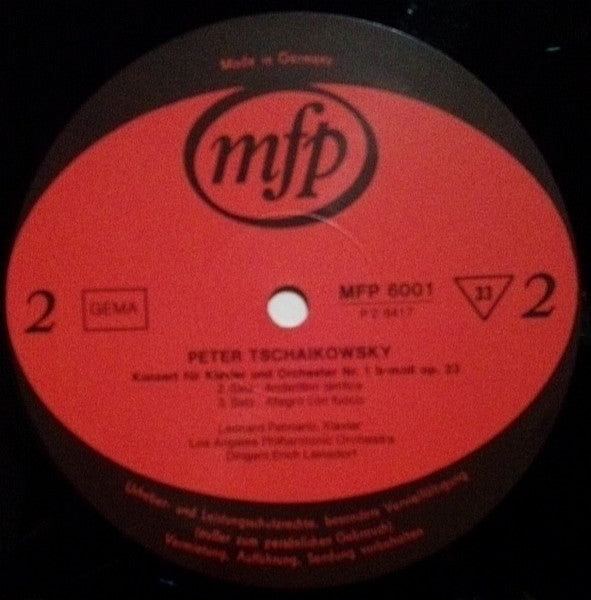 Made in Germany
mfp
2 GEMA MFP 6001 33 2
P Z 8417
PETER TSCHAIKOWSKY
Konzert für Klavier und Orchester Nr. 1 b-moll op. 23
2. Satz: Andantino semplice
3. Satz: Allegro con fuoco
Leonard Pennario, Klavier
Los Angeles Philharmonic Orchestra
Dirigent: Erich Leinsdorf
Urheber- und Leistungsschutzrechte, besonders Vervielfältigung
(außer zum persönlichen Gebrauch)
Vermietung, Aufführung, Sendung vorbehalten